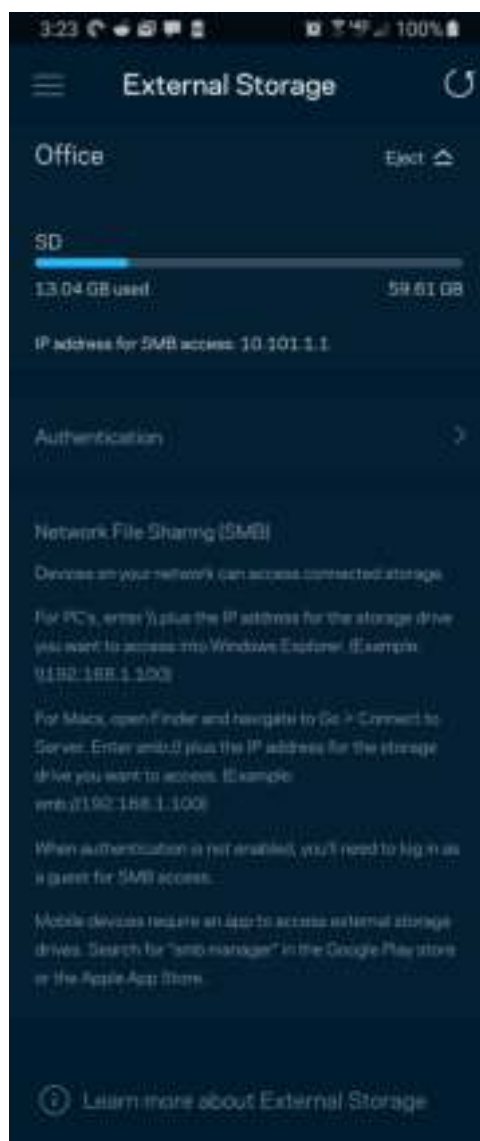 3:23
100%
External Storage
Office
Eject
SD
13.04 GB used
59.61 GB
IP address for SMB access: 10.101.1.1
Authentication
Network File Sharing (SMB)
Devices on your network can access connected storage.
For PC's, enter \\ plus the IP address for the storage drive
you want to access into Windows Explorer. (Example:
\\192.168.1.100)
For Macs, open Finder and navigate to Go > Connect to
Server. Enter smb:// plus the IP address for the storage
drive you want to access. (Example:
smb://192.168.1.100)
When authentication is not enabled, you'll need to log in as
a guest for SMB access.
Mobile devices require an app to access external storage
drives. Search for "smb manager" in the Google Play store
or the Apple App Store.
Learn more about External Storage